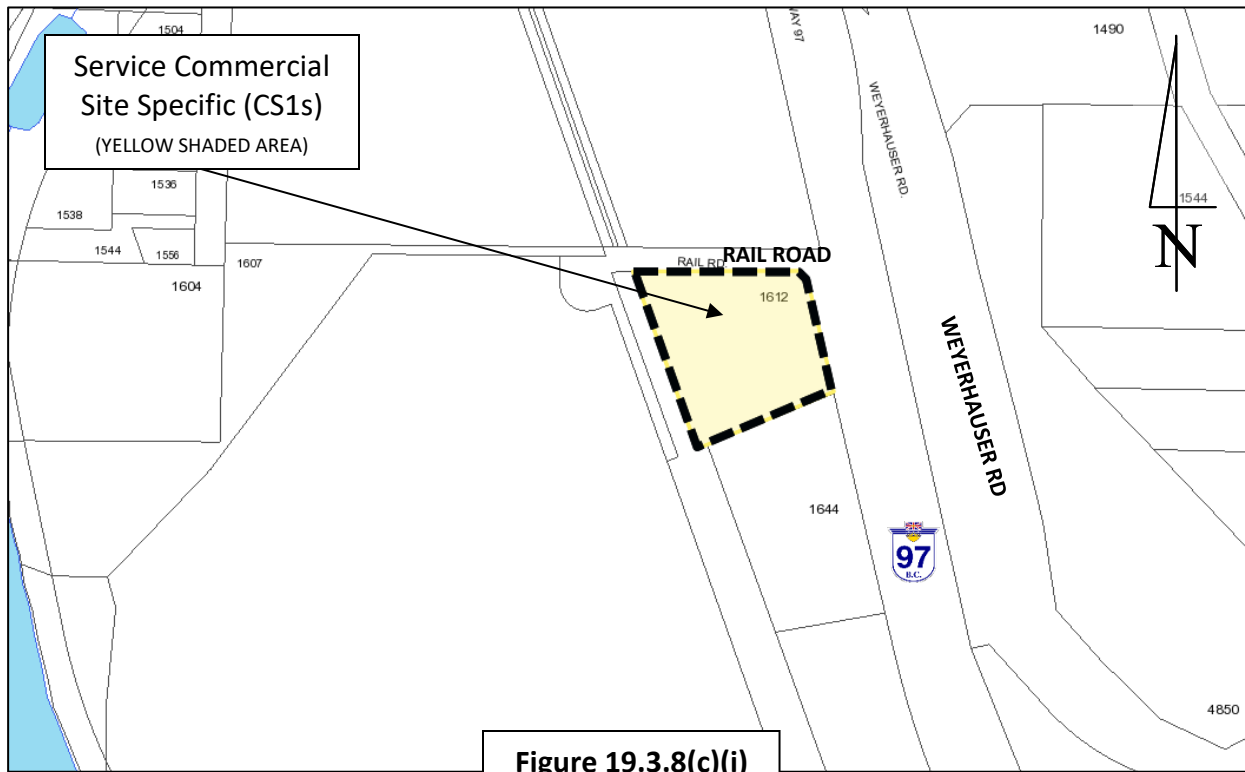 1504
WAY 97
1490
Service Commercial
Site Specific (CS1s)
(YELLOW SHADED AREA)
WEYERHAUSER RD.
1536
1538
1544
1556
1607
1604
1544
N
RAIL RD.
RAIL ROAD
1612
WEYERHAUSER RD
1644
97
B.C.
4850
Figure 19.3.8(c)(i)